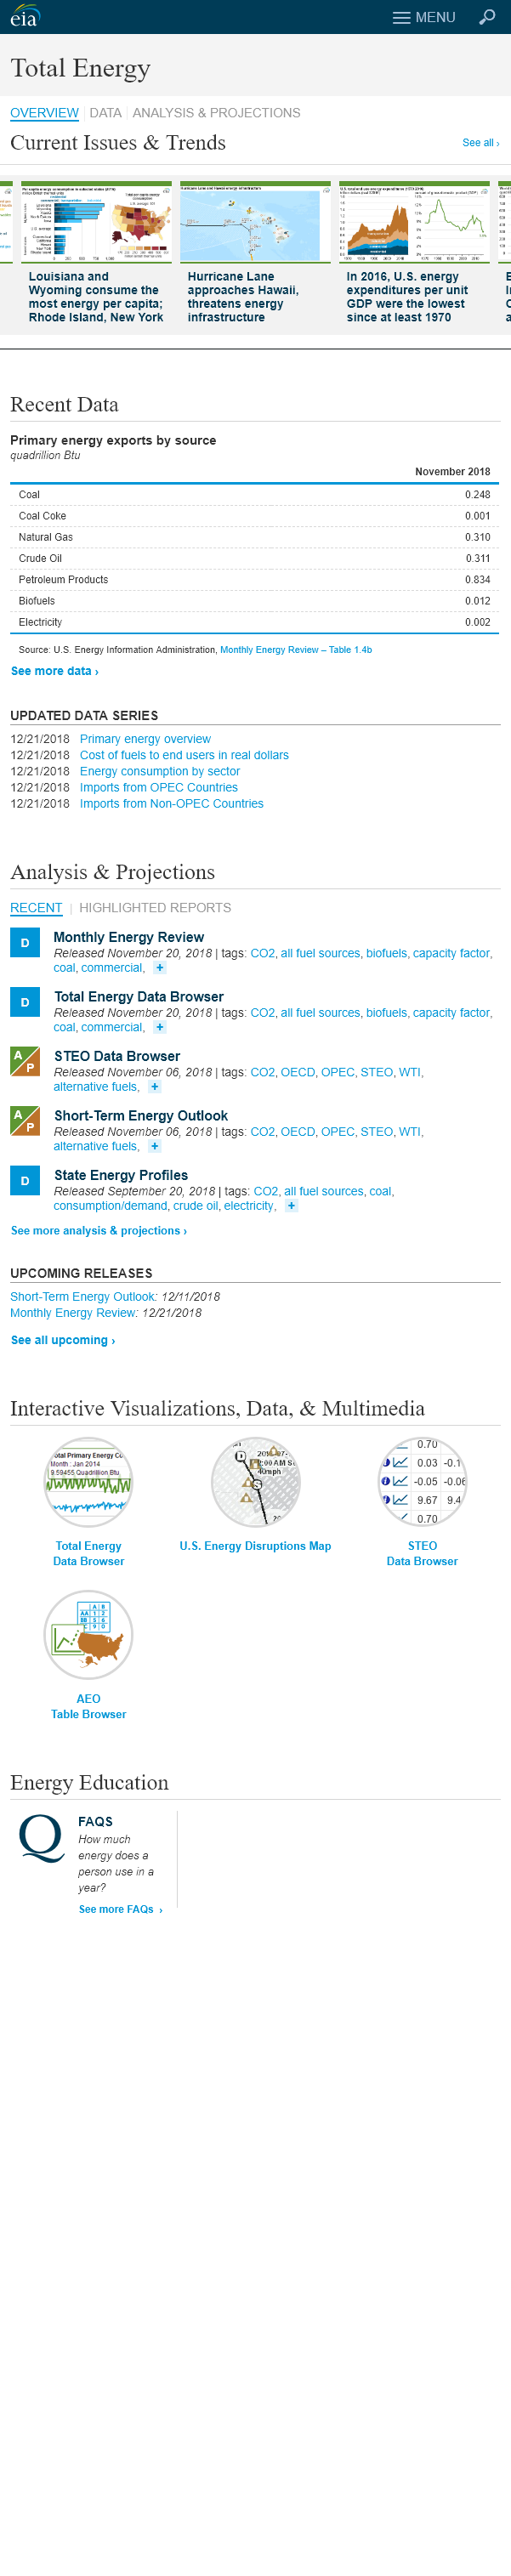 eia
MENU
Total Energy
OVERVIEW
DATA
ANALYSIS & PROJECTIONS
Current Issues & Trends
See all ›
Louisiana and
Wyoming consume the
most energy per capita;
Rhode Island, New York
Hurricane Lane
approaches Hawaii,
threatens energy
infrastructure
In 2016, U.S. energy
expenditures per unit
GDP were the lowest
since at least 1970
Recent Data
Primary energy exports by source
quadrillion Btu
November 2018
Coal 0.248
Coal Coke 0.001
Natural Gas 0.310
Crude Oil 0.311
Petroleum Products 0.834
Biofuels 0.012
Electricity 0.002
Source: U.S. Energy Information Administration, Monthly Energy Review – Table 1.4b
See more data ›
UPDATED DATA SERIES
12/21/2018 Primary energy overview
12/21/2018 Cost of fuels to end users in real dollars
12/21/2018 Energy consumption by sector
12/21/2018 Imports from OPEC Countries
12/21/2018 Imports from Non-OPEC Countries
Analysis & Projections
RECENT | HIGHLIGHTED REPORTS
D
Monthly Energy Review
Released November 20, 2018 | tags: CO2, all fuel sources, biofuels, capacity factor,
coal, commercial, +
D
Total Energy Data Browser
Released November 20, 2018 | tags: CO2, all fuel sources, biofuels, capacity factor,
coal, commercial, +
A P
STEO Data Browser
Released November 06, 2018 | tags: CO2, OECD, OPEC, STEO, WTI,
alternative fuels, +
A P
Short-Term Energy Outlook
Released November 06, 2018 | tags: CO2, OECD, OPEC, STEO, WTI,
alternative fuels, +
D
State Energy Profiles
Released September 20, 2018 | tags: CO2, all fuel sources, coal,
consumption/demand, crude oil, electricity, +
See more analysis & projections ›
UPCOMING RELEASES
Short-Term Energy Outlook: 12/11/2018
Monthly Energy Review: 12/21/2018
See all upcoming ›
Interactive Visualizations, Data, & Multimedia
Total Energy
Data Browser
U.S. Energy Disruptions Map
STEO
Data Browser
AEO
Table Browser
Energy Education
Q
FAQS
How much
energy does a
person use in a
year?
See more FAQs ›